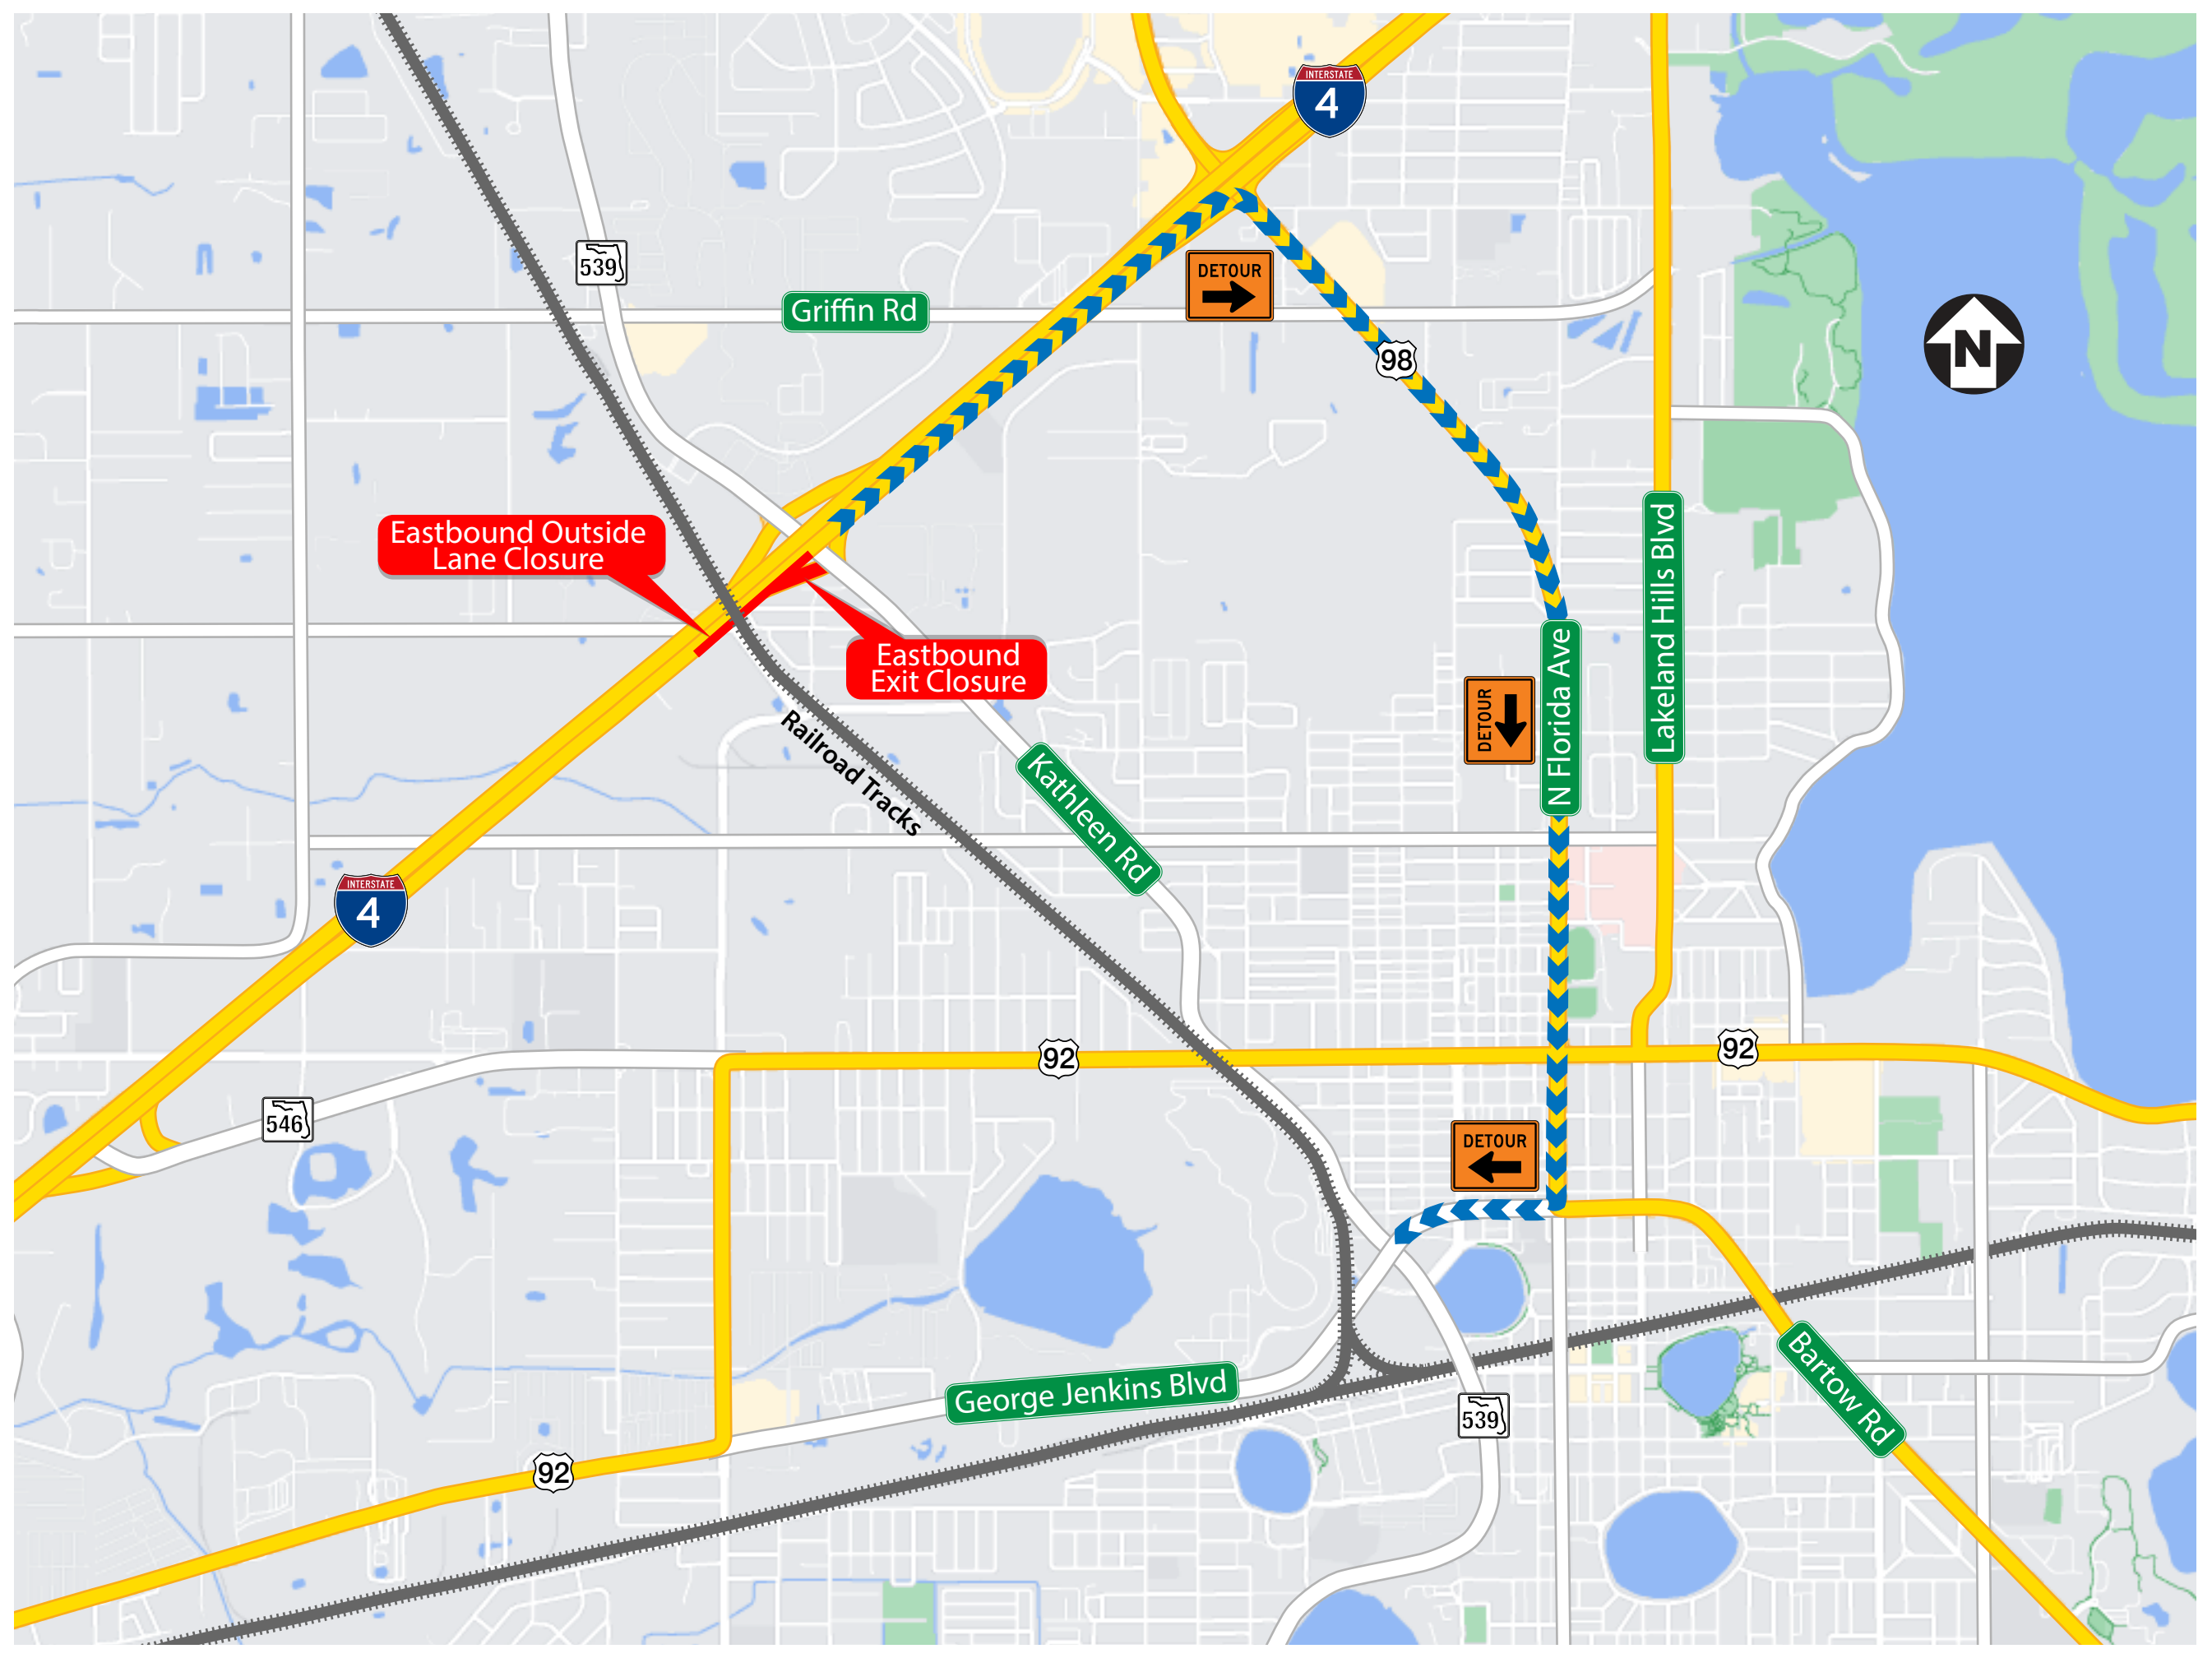 INTERSTATE
4
539
DETOUR
Griffin Rd
98
N
Eastbound Outside
Lane Closure
Lakeland Hills Blvd
N Florida Ave
Eastbound
Exit Closure
DETOUR
Railroad Tracks
Kathleen Rd
INTERSTATE
4
92
92
546
DETOUR
George Jenkins Blvd
Bartow Rd
539
92